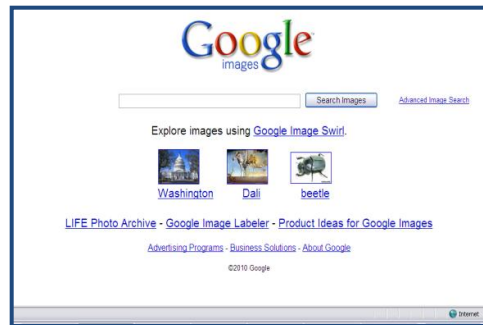 Google
images
Search Images
Advanced Image Search
Explore images using Google Image Swirl.
Washington Dali beetle
LIFE Photo Archive - Google Image Labeler - Product Ideas for Google Images
Advertising Programs - Business Solutions - About Google
©2010 Google
Internet